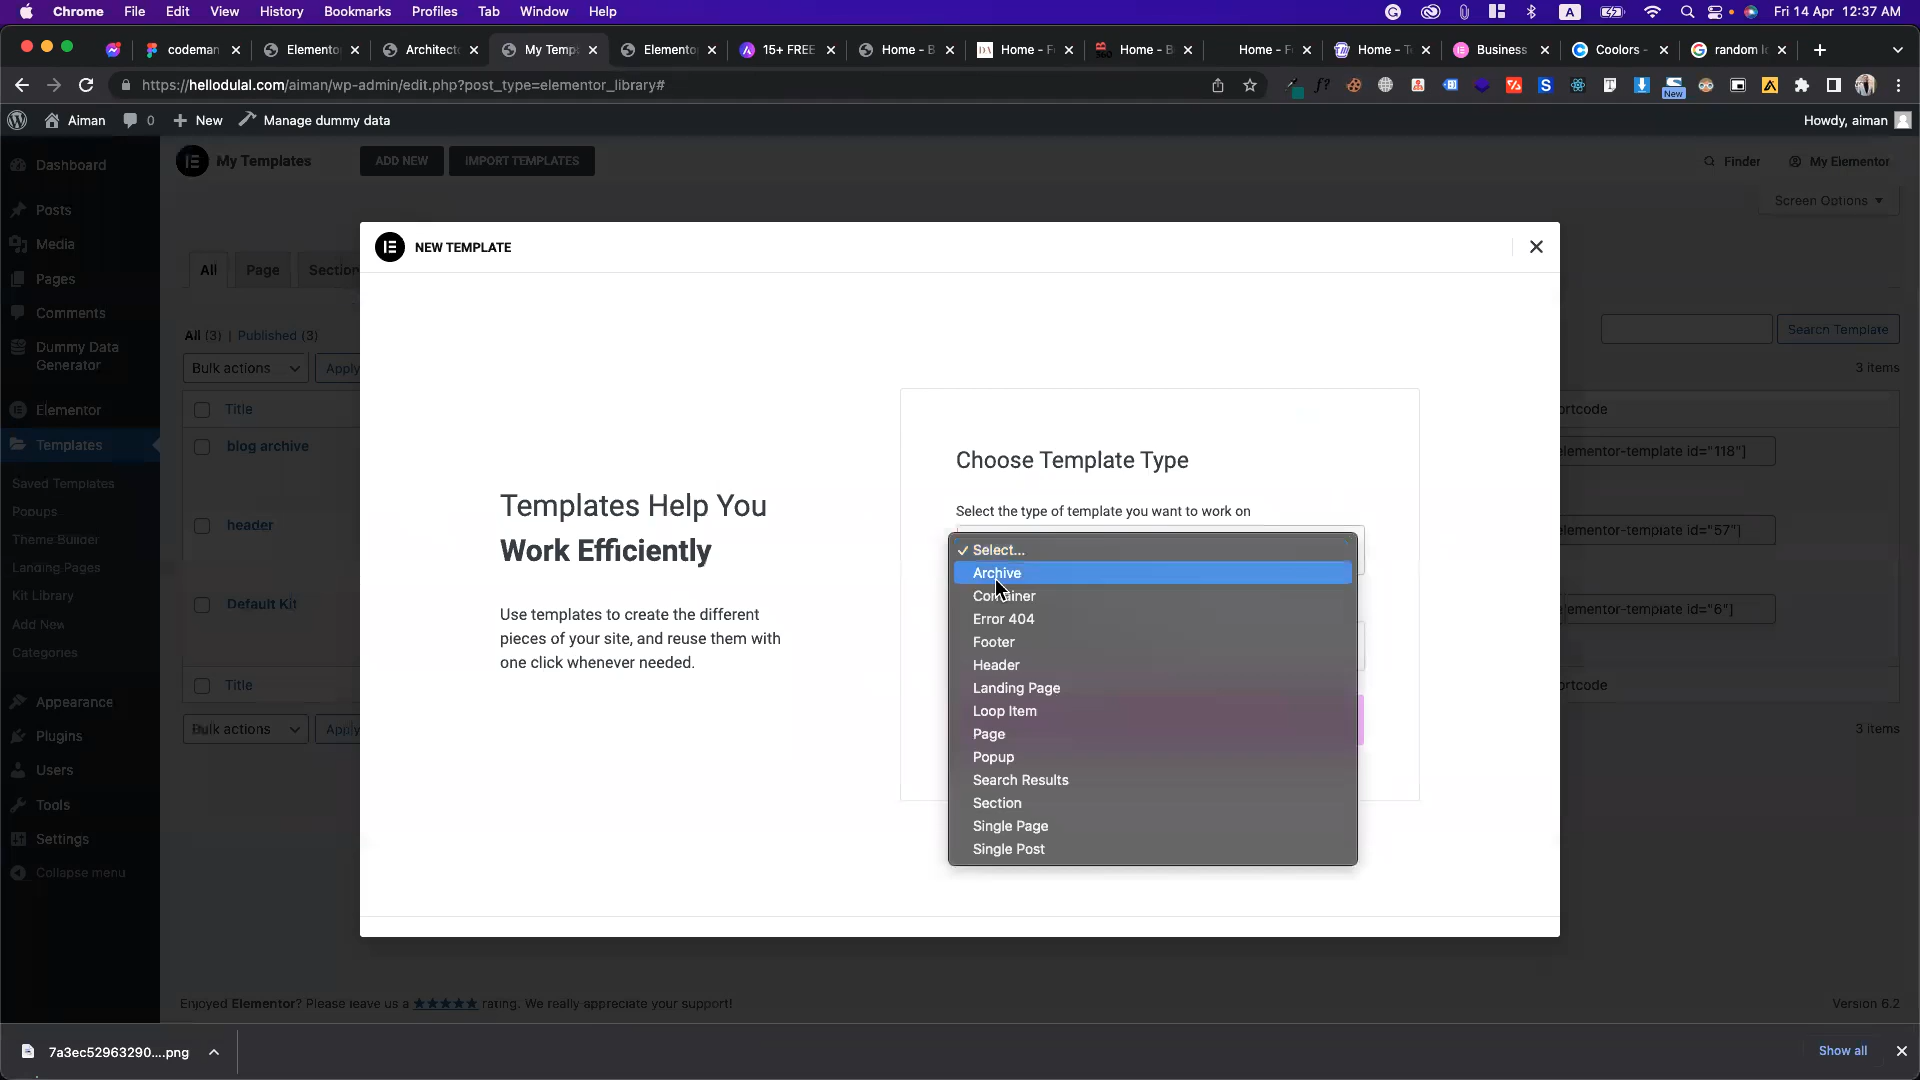 Chrome File Edit View History Bookmarks Profiles Tab Window Help
A Fri 14 Apr 12:37 AM
codeman Elemento Architect My Temp Elemento 15+ FREE Home - B Home - F Home - B Home - F Home - T Business Coolors - random
https://hellodulal.com/aiman/wp-admin/edit.php?post_type=elementor_library#
New
Aiman 0 New Manage dummy data
Howdy, aiman
Dashboard
Posts
Media
Pages
Comments
Dummy Data
Generator
Elementor
Templates
Saved Templates
Popups
Theme Builder
Landing Pages
Kit Library
Add New
Categories
Appearance
Plugins
Users
Tools
Settings
Collapse menu
My Templates
ADD NEW
IMPORT TEMPLATES
Finder
My Elementor
Screen Options
All Page Section
All (3) | Published (3)
Search Template
Bulk actions
Apply
3 items
Title
ortcode
blog archive
elementor-template id="118"]
header
elementor-template id="57"]
Default Kit
elementor-template id="6"]
Title
ortcode
Bulk actions
Apply
3 items
NEW TEMPLATE
Templates Help You
Work Efficiently
Use templates to create the different
pieces of your site, and reuse them with
one click whenever needed.
Choose Template Type
Select the type of template you want to work on
✓ Select...
Archive
Container
Error 404
Footer
Header
Landing Page
Loop Item
Page
Popup
Search Results
Section
Single Page
Single Post
Enjoyed Elementor? Please leave us a ★★★★★ rating. We really appreciate your support!
Version 6.2
7a3ec52963290....png
Show all